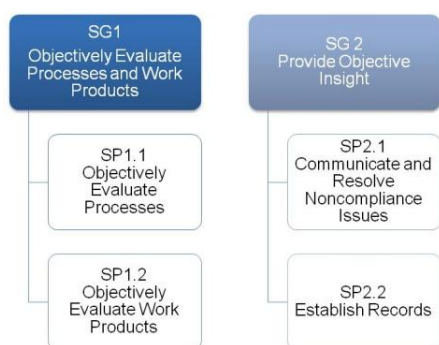 SG1
Objectively Evaluate
Processes and Work
Products
SP1.1
Objectively
Evaluate
Processes
SP1.2
Objectively
Evaluate Work
Products
SG 2
Provide Objective
Insight
SP2.1
Communicate and
Resolve
Noncompliance
Issues
SP2.2
Establish Records